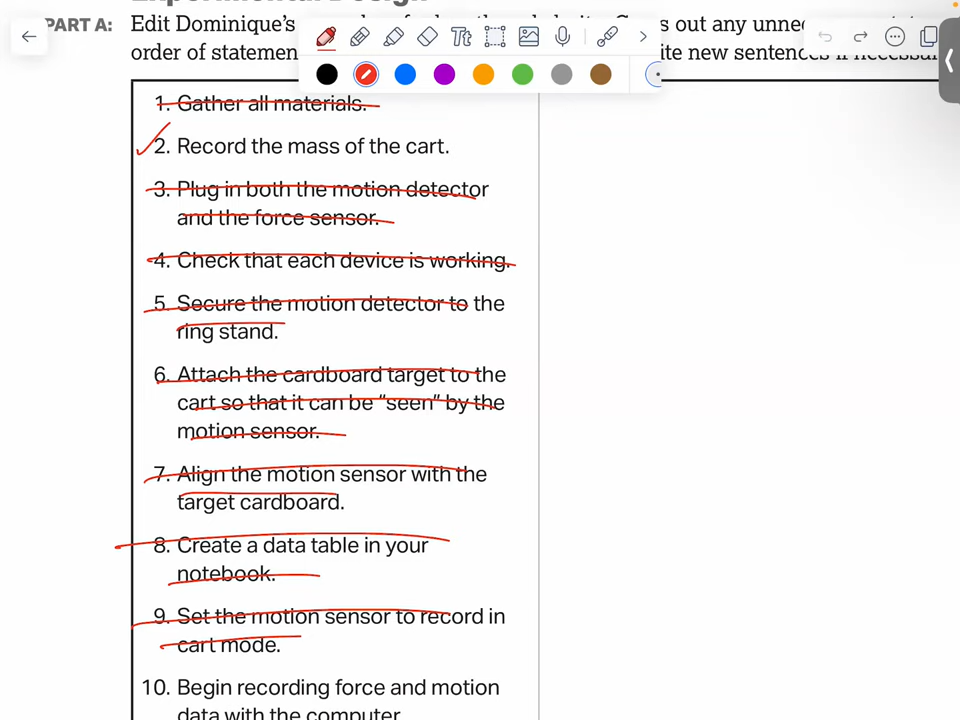 PART A:
Edit Dominique's
out any
order of statemen
ite new sentences if necessa
1. Gather all materials.
2. Record the mass of the cart.
3. Plug in both the motion detector
and the force sensor.
4. Check that each device is working.
5. Secure the motion detector to the
ring stand.
6. Attach the cardboard target to the
cart so that it can be “seen” by the
motion sensor.
7. Align the motion sensor with the
target cardboard.
8. Create a data table in your
notebook.
9. Set the motion sensor to record in
cart mode.
10. Begin recording force and motion
data with the computer.